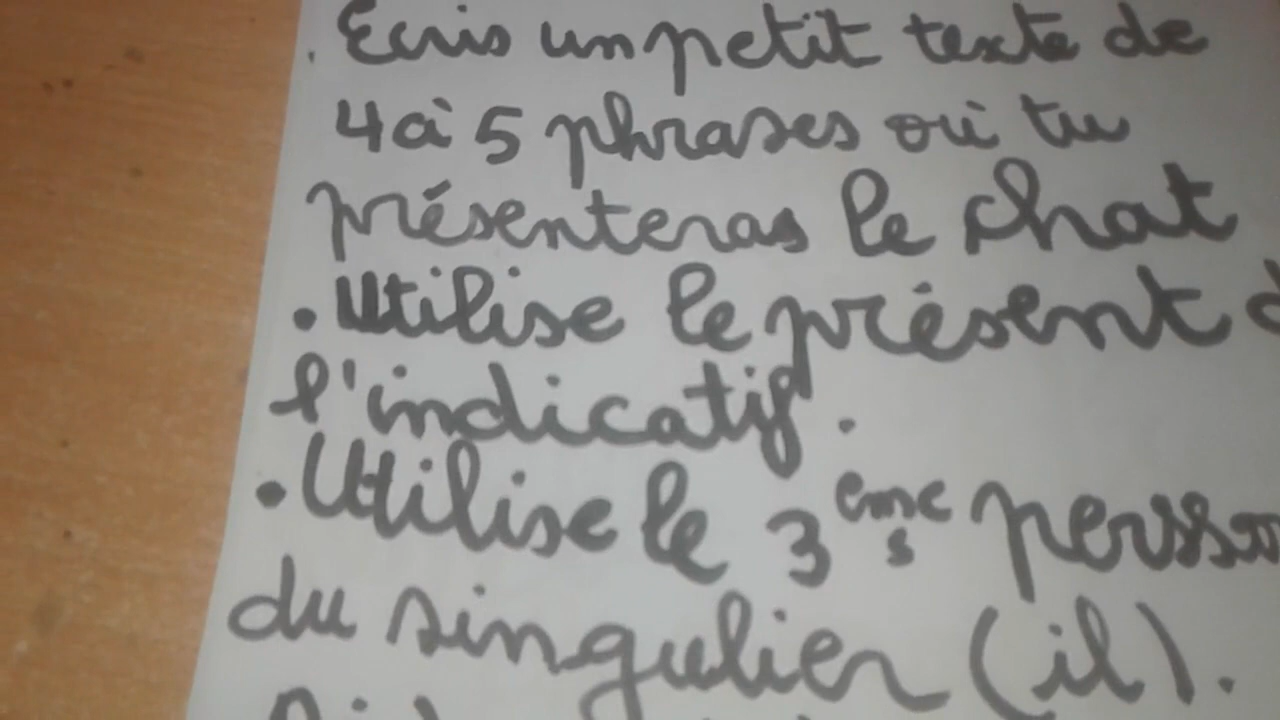 . Ecris un petit texte de
4 à 5 phrases où tu
présenteras le chat
. Utilise le présent
l'indicatif.
. Utilise le 3ème
du singulier (il).